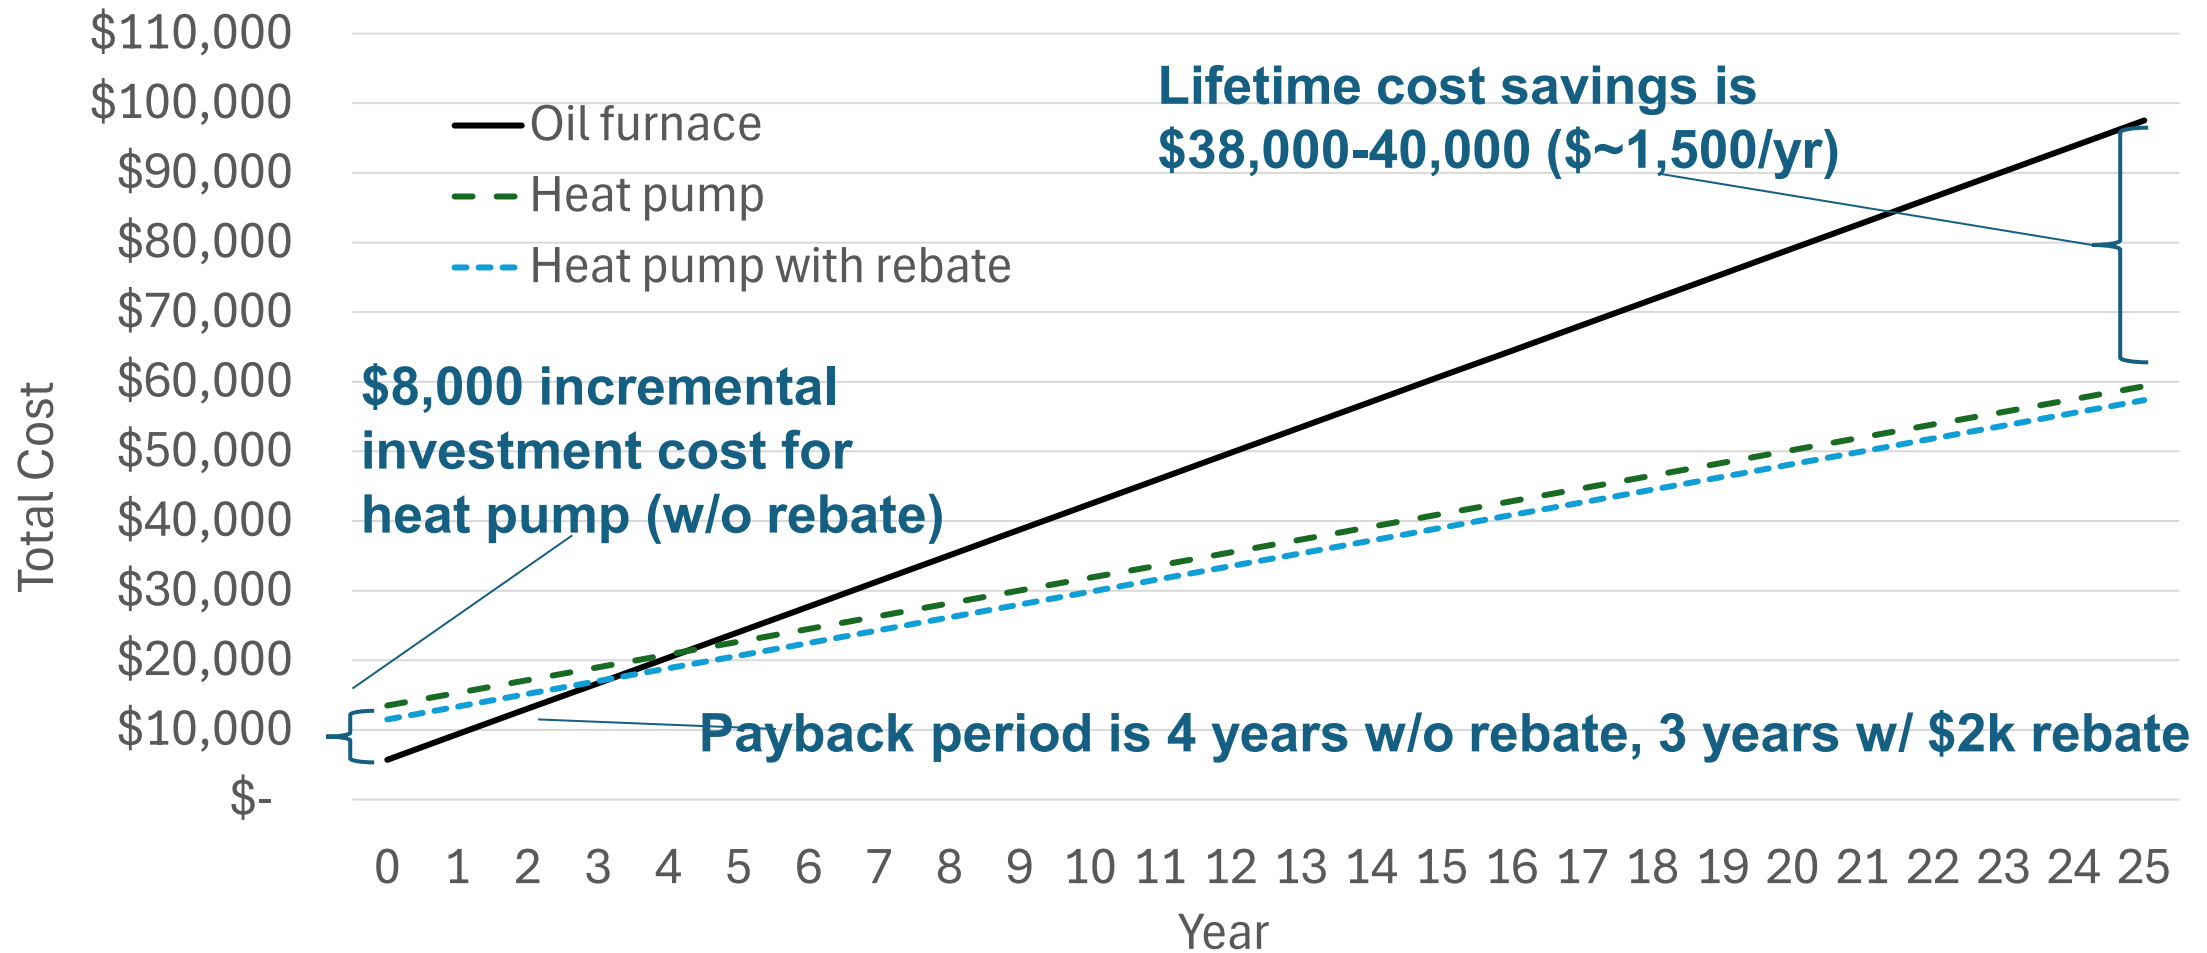 $110,000
$100,000
$90,000
$80,000
$70,000
$60,000
$50,000
$40,000
$30,000
$20,000
$10,000
$-
Total Cost
Oil furnace
Heat pump
Heat pump with rebate
Lifetime cost savings is
$38,000-40,000 ($~1,500/yr)
$8,000 incremental
investment cost for
heat pump (w/o rebate)
Payback period is 4 years w/o rebate, 3 years w/ $2k rebate
0 1 2 3 4 5 6 7 8 9 10 11 12 13 14 15 16 17 18 19 20 21 22 23 24 25
Year